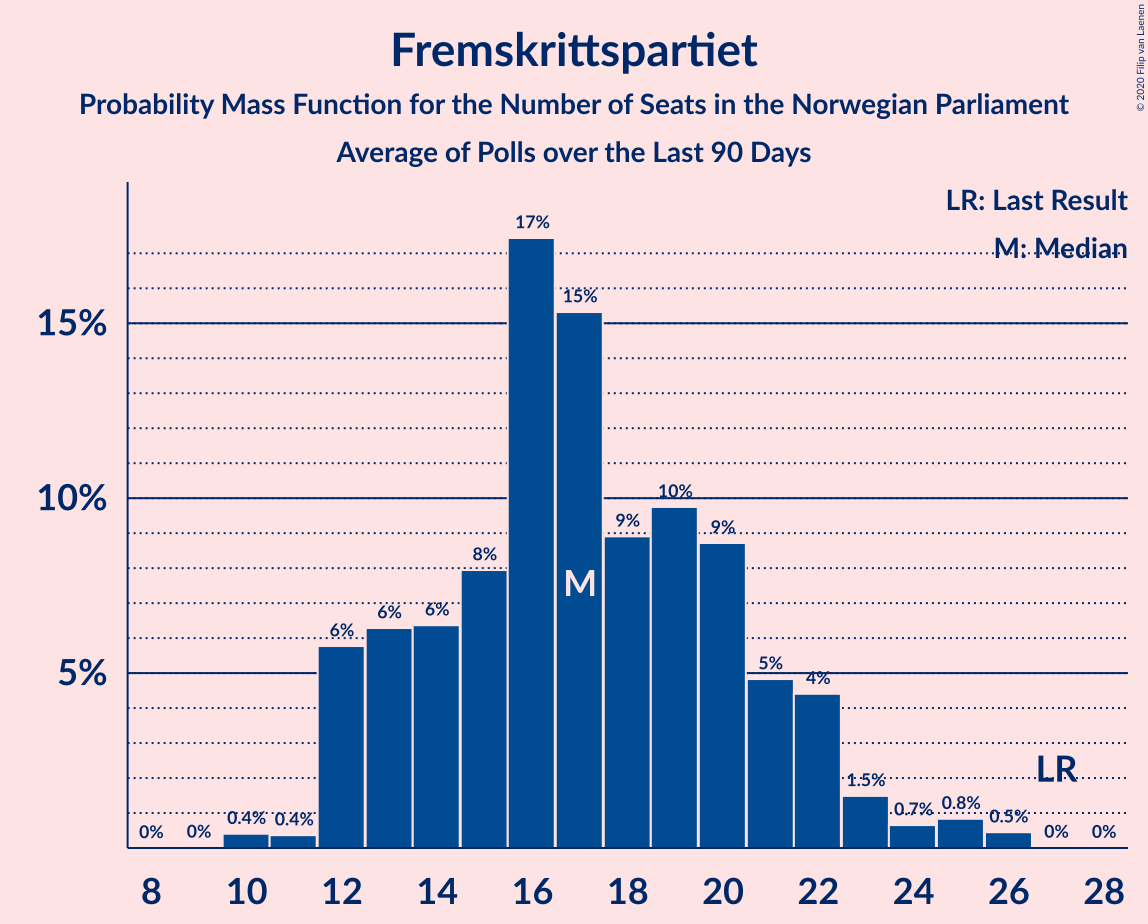 Fremskrittspartiet
Probability Mass Function for the Number of Seats in the Norwegian Parliament
Average of Polls over the Last 90 Days
© 2020 Filip van Laenen
LR: Last Result
M: Median
15%
10%
5%
0%
0%
0.4%
0.4%
6%
6%
6%
8%
17%
15%
9%
10%
9%
5%
4%
1.5%
0.7%
0.8%
0.5%
0%
0%
M
LR
8 10 12 14 16 18 20 22 24 26 28